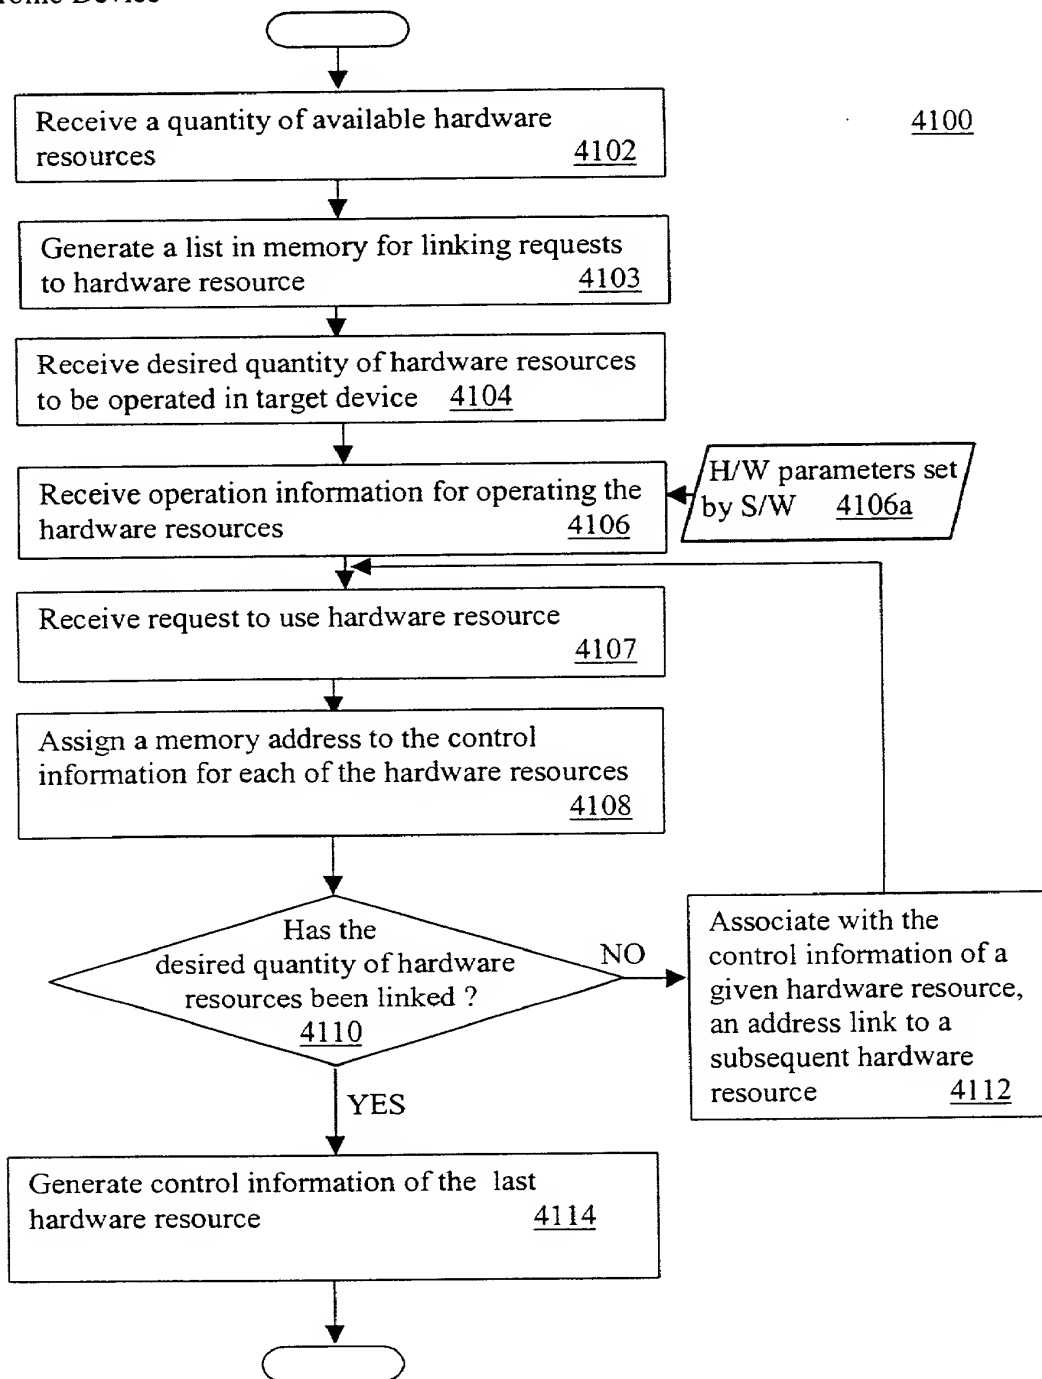 Device
4100
Receive a quantity of available hardware
resources 4102
Generate a list in memory for linking requests
to hardware resource 4103
Receive desired quantity of hardware resources
to be operated in target device 4104
Receive operation information for operating the
hardware resources 4106
H/W parameters set
by S/W 4106a
Receive request to use hardware resource
4107
Assign a memory address to the control
information for each of the hardware resources
4108
Has the
desired quantity of hardware
resources been linked ?
4110
NO
Associate with the
control information of a
given hardware resource,
an address link to a
subsequent hardware
resource 4112
YES
Generate control information of the last
hardware resource 4114